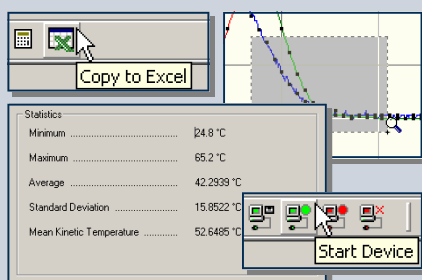 Copy to Excel
Statistics
Minimum ........................ 24.8 °C
Maximum ........................ 65.2 °C
Average ........................ 42.2939 °C
Standard Deviation ................ 15.8522 °C
Mean Kinetic Temperature ............ 52.6485 °C
Start Device